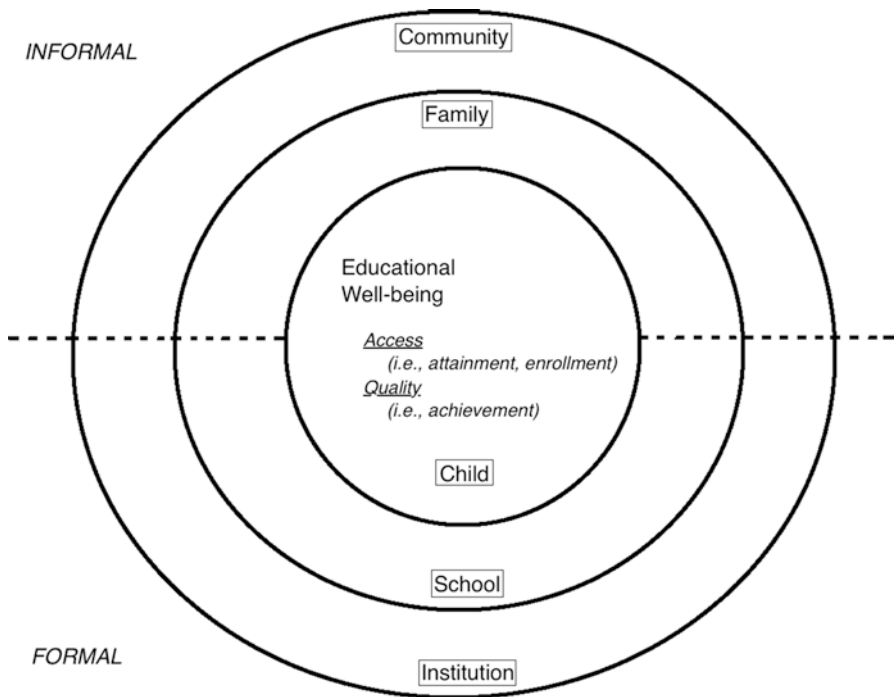 INFORMAL
Community
Family
Educational
Well-being
Access
(i.e., attainment, enrollment)
Quality
(i.e., achievement)
Child
School
FORMAL
Institution